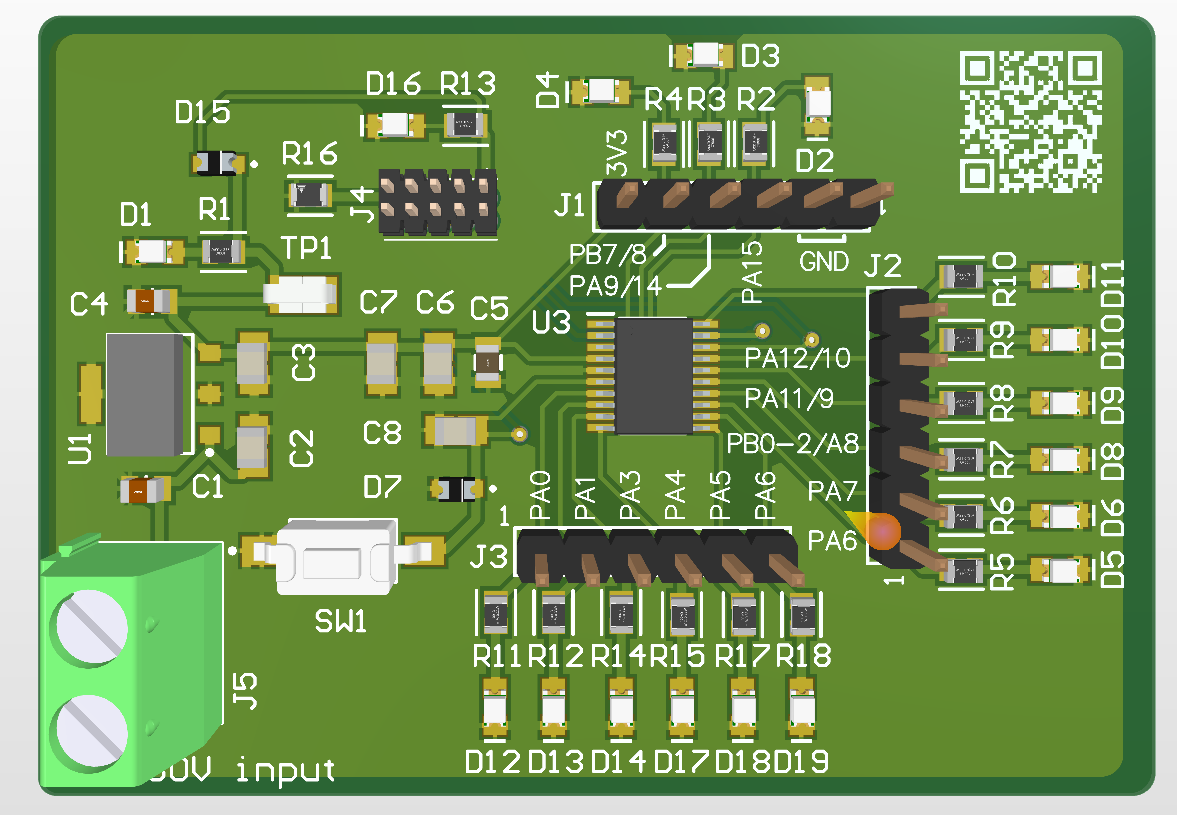 D3
D16 R13
D4
R4 R3 R2
D15
3V3
D2
R16
J4
J1
D1
R1
TP1
PB7/8
PA9/14
PA15
GND
J2
R10
D11
C4
C7 C6 C5
U3
R9
D10
C3
PA12/10
PA11/9
R8
D9
U1
C2
C8
PB0-2/A8
R7
D8
C1
D7
PA0
PA1
PA3
PA4
PA5
PA6
PA7
1
J3
PA6
R6
D6
1
R5
D5
SW1
R11 R12 R14 R15 R17 R18
J5
D12 D13 D14 D17 D18 D19
input